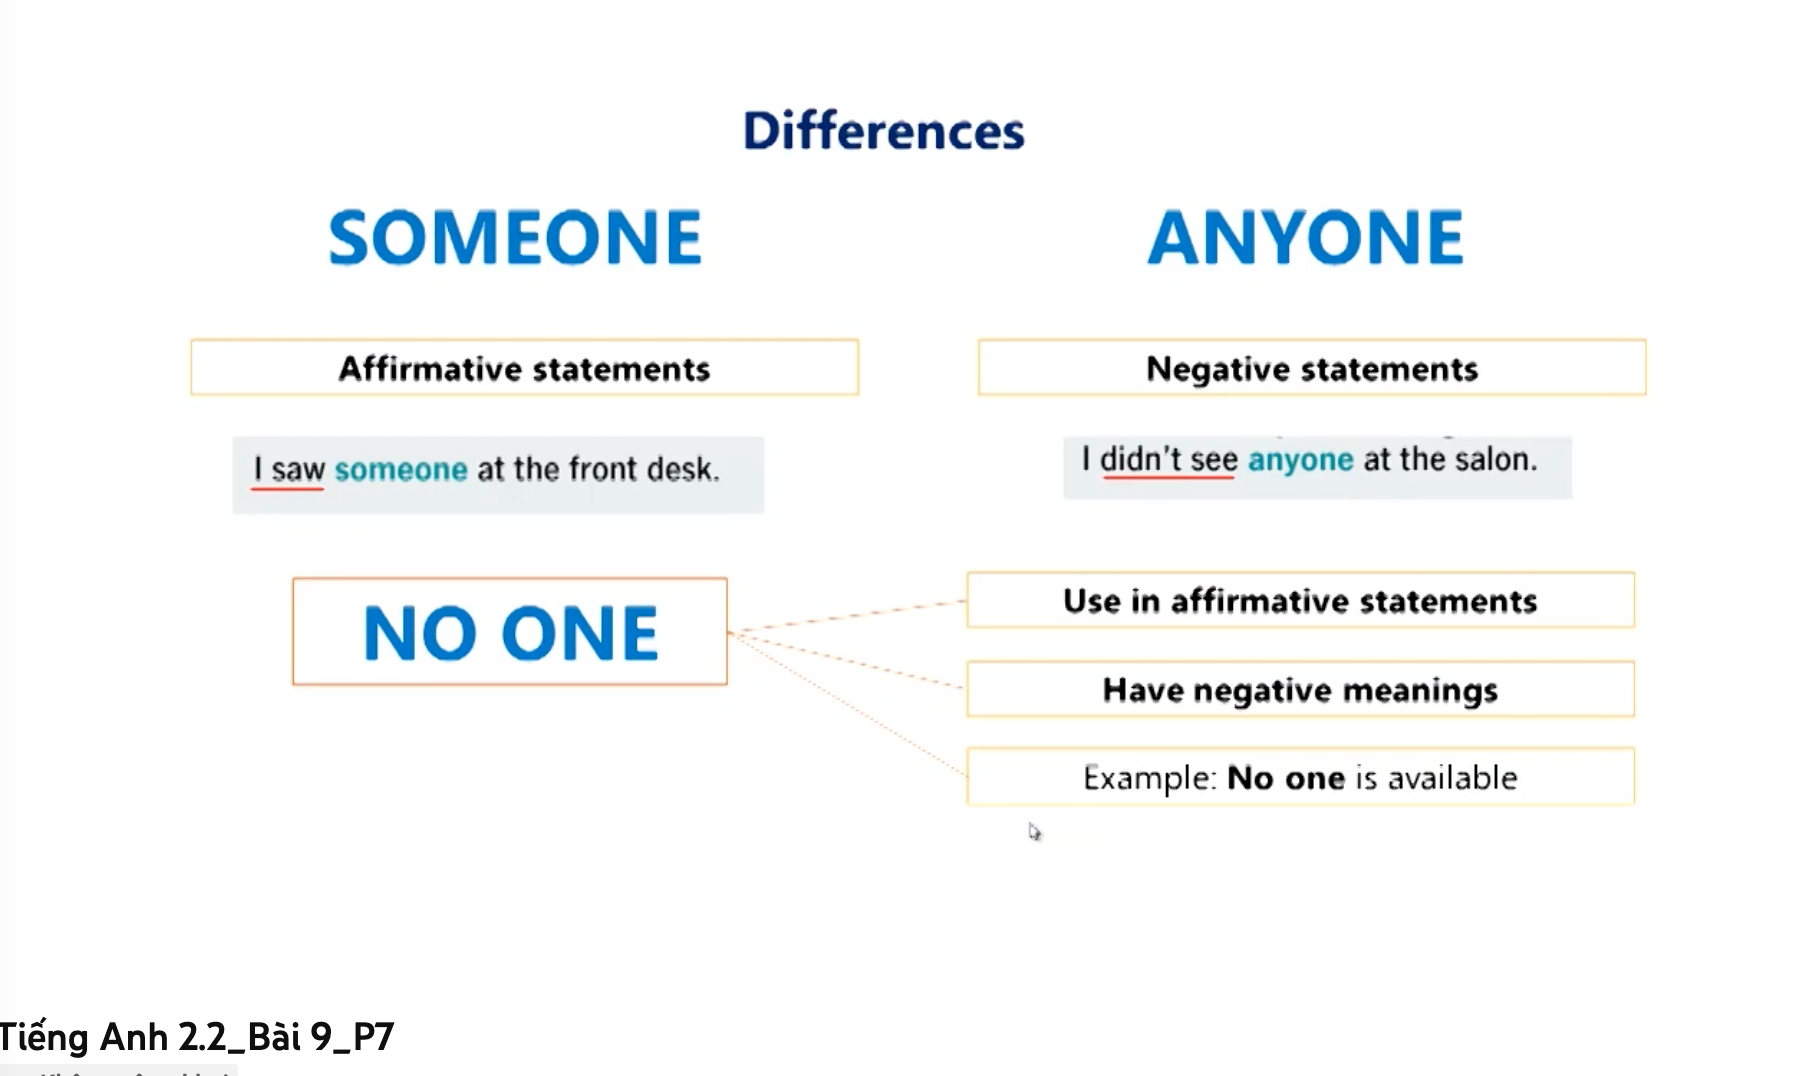 Differences
SOMEONE
ANYONE
Affirmative statements
Negative statements
I saw someone at the front desk.
I didn't see anyone at the salon.
NO ONE
Use in affirmative statements
Have negative meanings
Example: No one is available
Tiếng Anh 2.2_Bài 9_P7